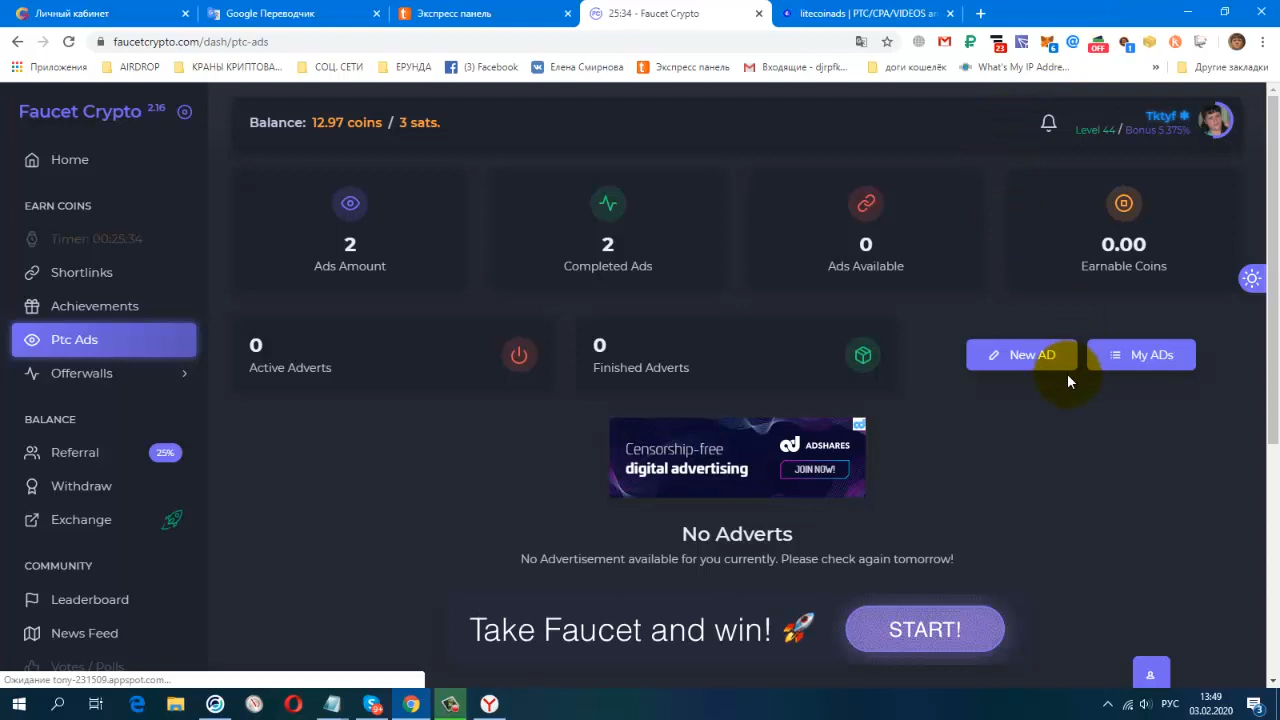 Личный кабинет
Google Переводчик
Экспресс панель
25:34 - Faucet Crypto
litecoinads | PTC/CPA/VIDEOS an
faucetcrypto.com/dash/ptc-ads
23
6
OFF
1
Приложения
AIRDROP
КРАНЫ КРИПТОВА...
СОЦ. СЕТИ
ЕРУНДА
(3) Facebook
Елена Смирнова
Экспресс панель
Входящие - djrpfk...
доги кошелёк
What's My IP Addre...
»
Другие закладки
Faucet Crypto 2.16
Balance: 12.97 coins / 3 sats.
Tktyf
Level 44 / Bonus 5.375%
Home
EARN COINS
Timer: 00:25:34
Shortlinks
Achievements
Ptc Ads
Offerwalls
BALANCE
Referral
25%
Withdraw
Exchange
COMMUNITY
Leaderboard
News Feed
Votes / Polls
2
Ads Amount
2
Completed Ads
0
Ads Available
0.00
Earnable Coins
0
Active Adverts
0
Finished Adverts
New AD
My ADs
Censorship-free
digital advertising
ADSHARES
JOIN NOW!
No Adverts
No Advertisement available for you currently. Please check again tomorrow!
Take Faucet and win! 🚀
START!
Ожидание tony-231509.appspot.com...
РУС
13:49
03.02.2020
3